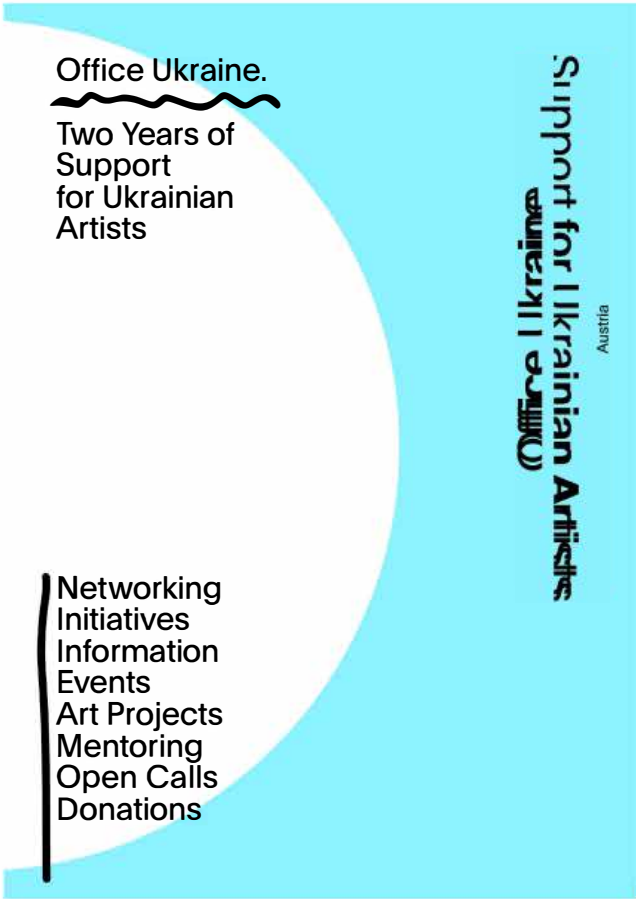 Office Ukraine.
Two Years of
Support
for Ukrainian
Artists
Office Ukraine
Support for Ukrainian Artists
Austria
Networking
Initiatives
Information
Events
Art Projects
Mentoring
Open Calls
Donations